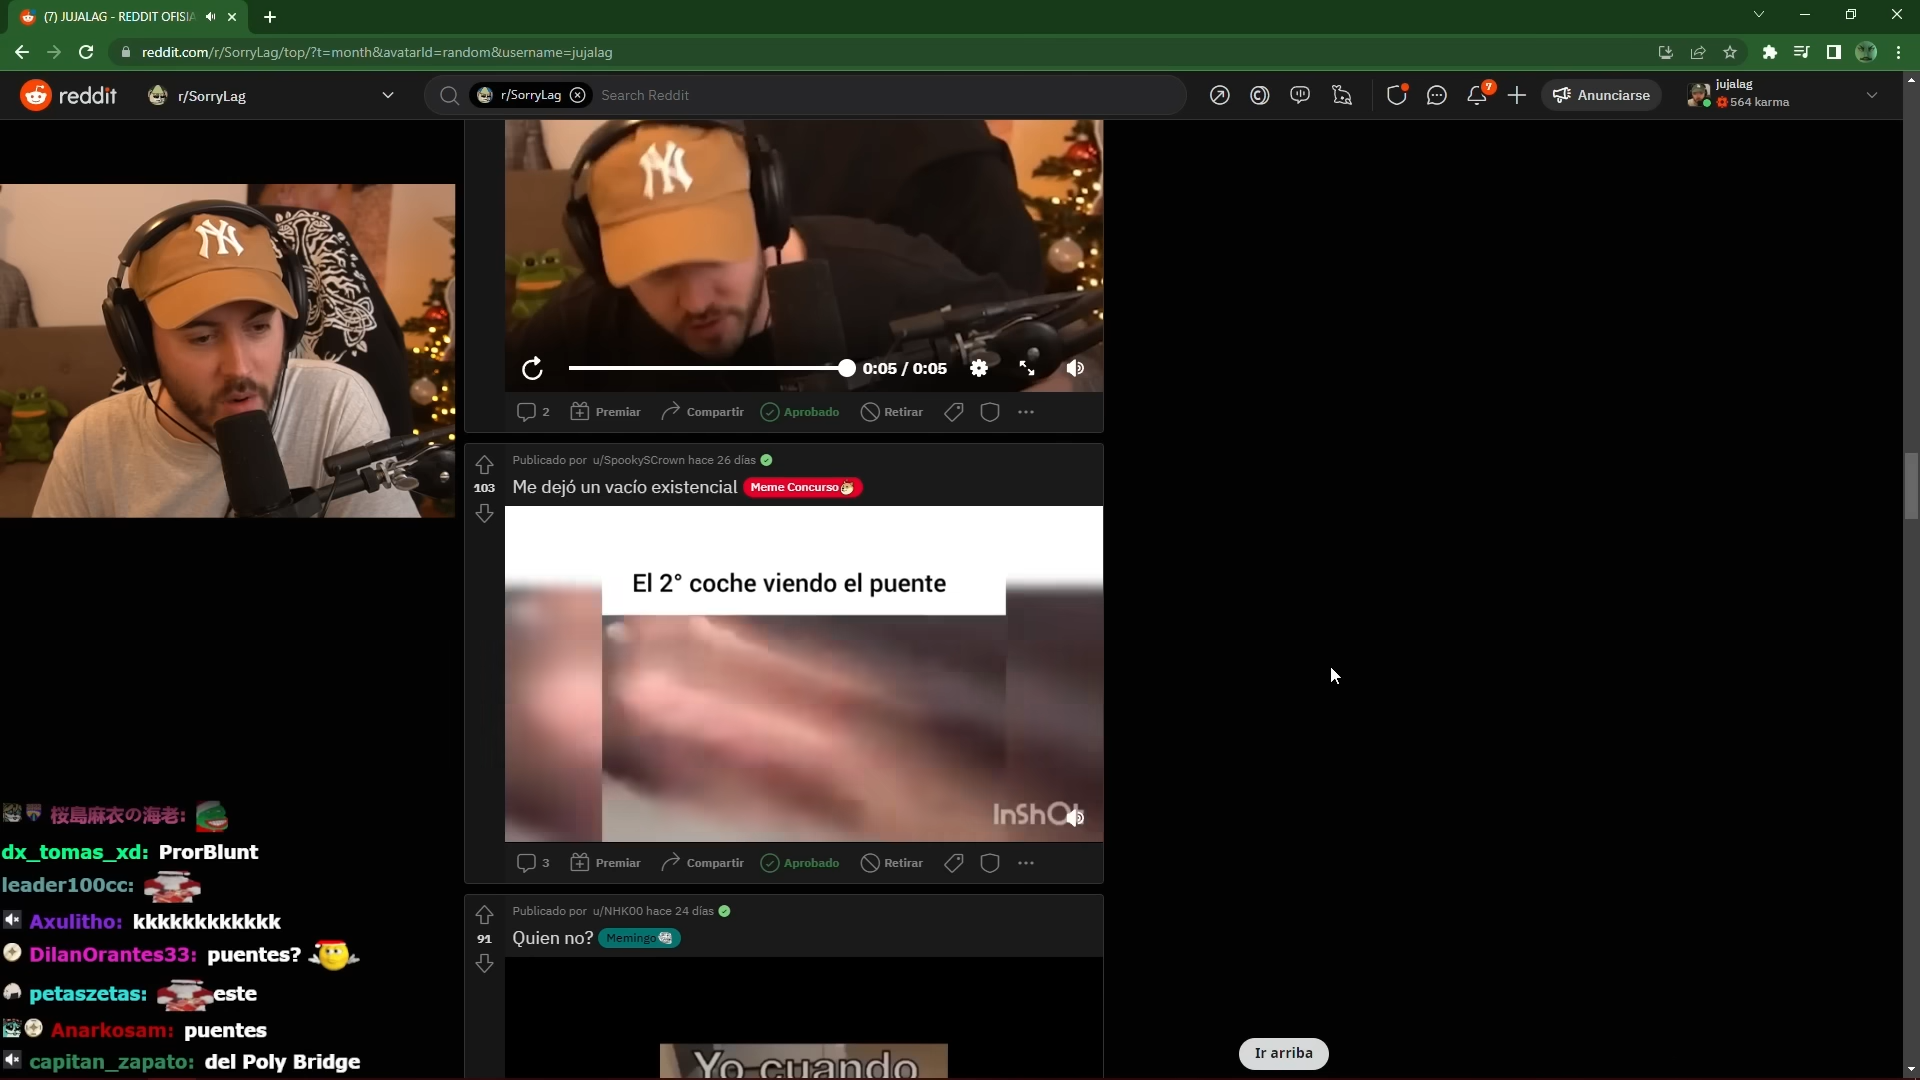 (7) JUJALAG - REDDIT OFISIA
reddit.com/r/SorryLag/top/?t=month&avatarId=random&username=jujalag
reddit
r/SorryLag
r/SorryLag
Search Reddit
7
Anunciarse
jujalag
564 karma
NY
NY
0:05 / 0:05
2
Premiar
Compartir
Aprobado
Retirar
Publicado por u/SpookySCrown hace 26 días
103
Me dejó un vacío existencial
Meme Concurso
El 2° coche viendo el puente
InShOt
3
Premiar
Compartir
Aprobado
Retirar
Publicado por u/NHK00 hace 24 días
91
Quien no?
Memingo
Yo cuando
Ir arriba
桜島麻衣の海老:
dx_tomas_xd: ProrBlunt
leader100cc:
Axulitho: kkkkkkkkkkkk
DilanOrantes33: puentes?
petaszetas: este
Anarkosam: puentes
capitan_zapato: del Poly Bridge